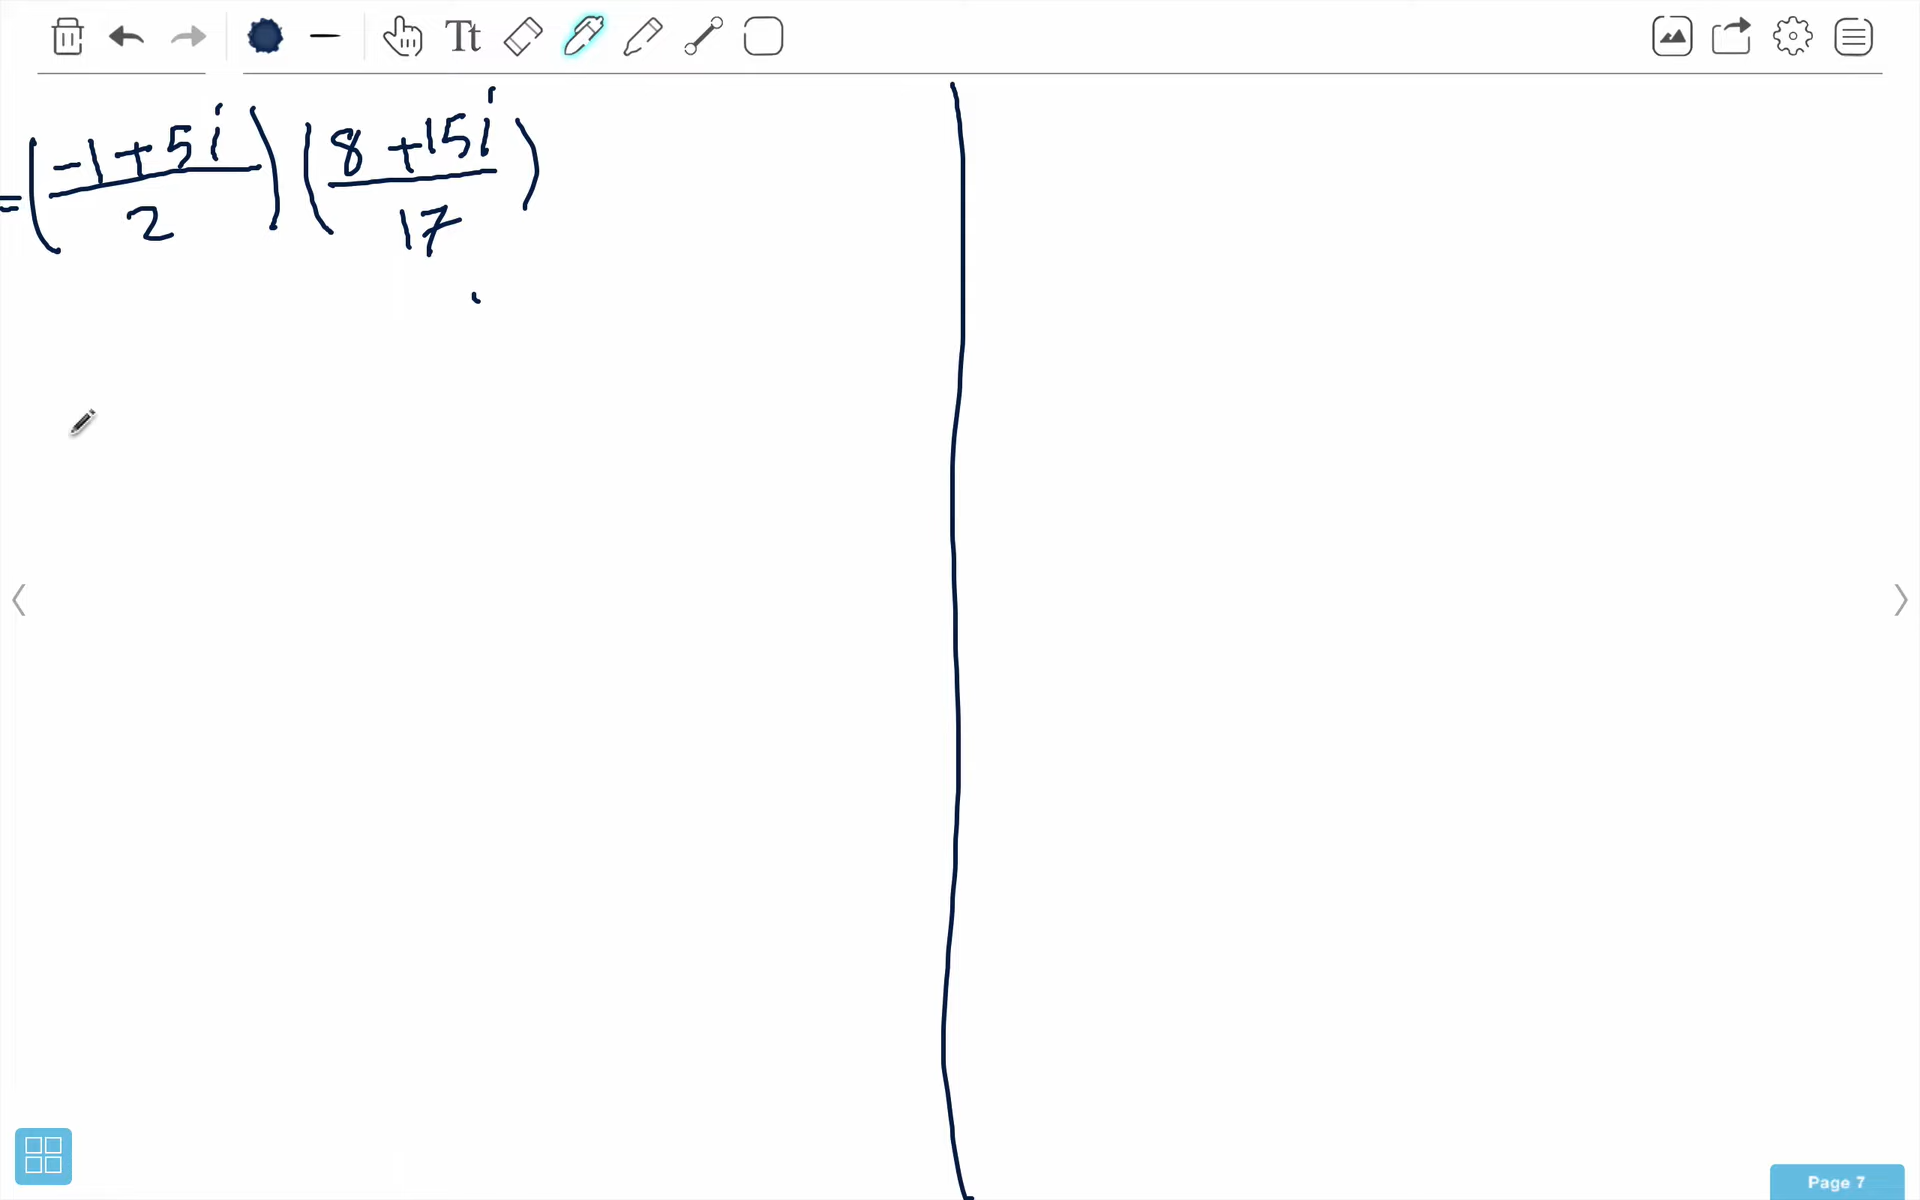 Tt
= ( -1 + 5i / 2 ) ( 8 + 15i / 17 )
Page 7